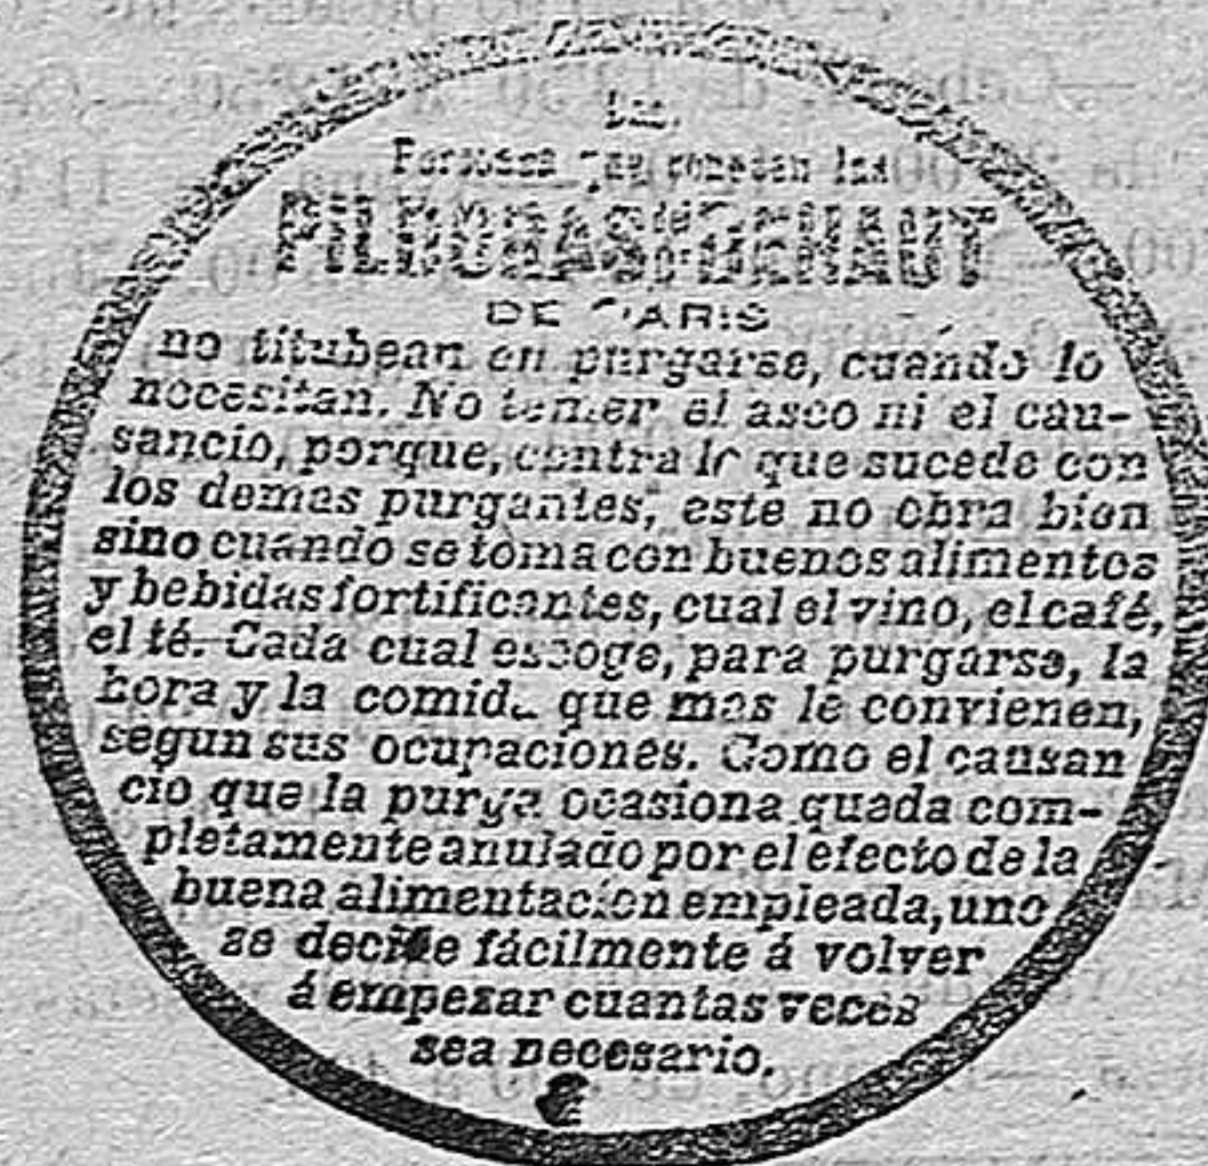 Las
Personas que conocen las
PILDORAS DEHAUT
DE PARIS
no titubean en purgarse, cuando lo
necesitan. No temen el asco ni el cau-
sancio, porque, contra lo que sucede con
los demas purgantes, este no obra bien
sino cuando se toma con buenos alimentos
y bebidas fortificantes, cual el vino, el café,
el té. Cada cual escoge, para purgarse, la
hora y la comida que mas le convienen,
segun sus ocupaciones. Como el causan
cio que la purga ocasiona queda com-
pletamente anulado por el efecto de la
buena alimentacion empleada, uno
se decide fácilmente á volver
á empezar cuantas veces
sea necesario.